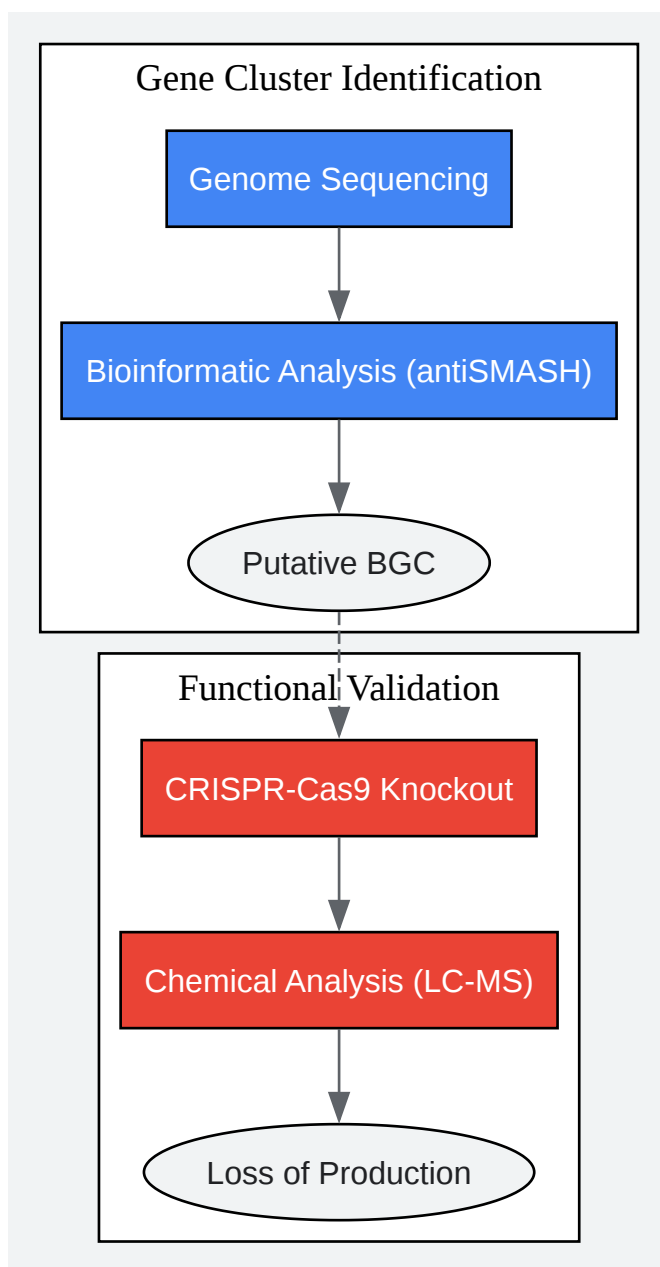 Gene Cluster Identification
Genome Sequencing
Bioinformatic Analysis (antiSMASH)
Putative BGC
Functional Validation
CRISPR-Cas9 Knockout
Chemical Analysis (LC-MS)
Loss of Production